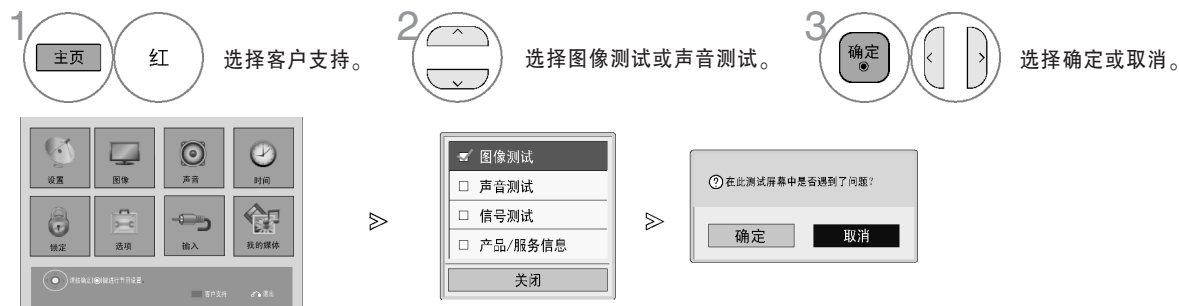 1
主页
红
选择客户支持。
2
选择图像测试或声音测试。
3
确定
选择确定或取消。
设置
图像
声音
时间
锁定
选项
输入
我的媒体
客户支持
退出
图像测试
声音测试
信号测试
产品/服务信息
关闭
在此测试屏幕中是否遇到了问题?
确定
取消